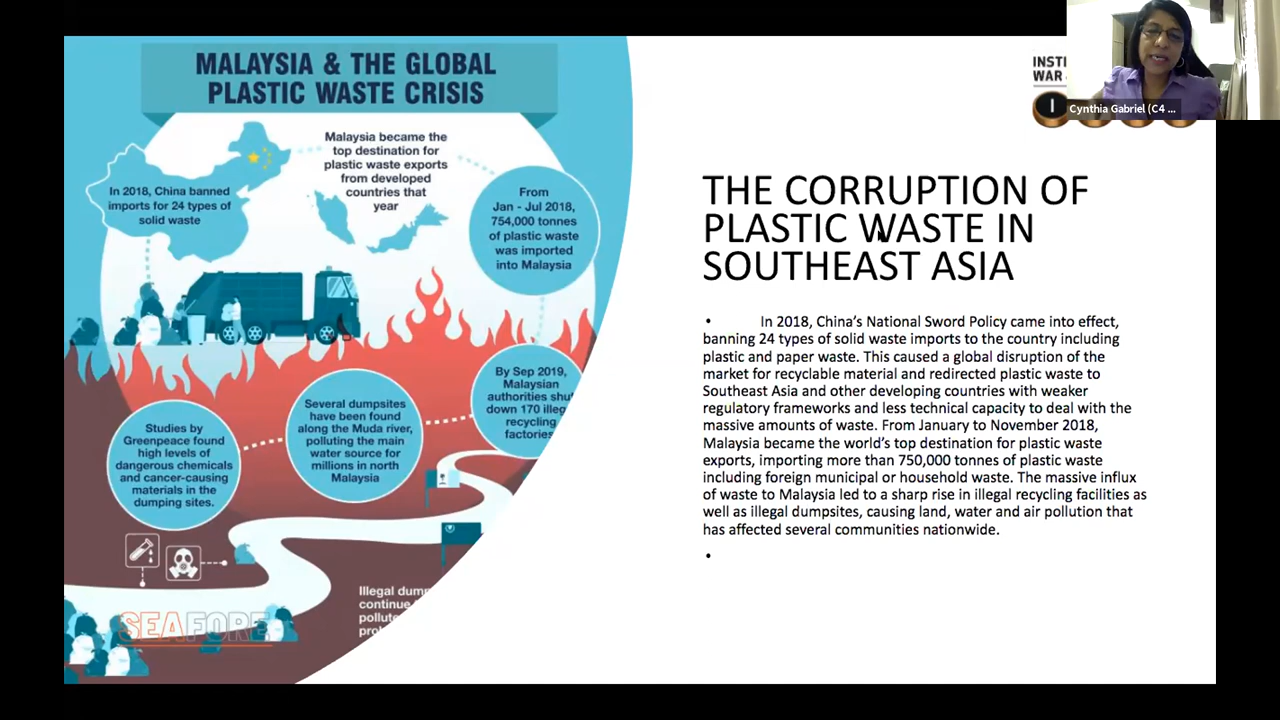 MALAYSIA & THE GLOBAL
PLASTIC WASTE CRISIS
In 2018, China banned
imports for 24 types of
solid waste
Malaysia became the
top destination for
plastic waste exports
from developed
countries that
year
From
Jan - Jul 2018,
754,000 tonnes
of plastic waste
was imported
into Malaysia
By Sep 2019,
Malaysian
authorities shut
down 170
recycling
factories
Several dumpsites
have been found
along the Muda river,
polluting the main
water source for
millions in north
Malaysia
Studies by
Greenpeace found
high levels of
dangerous chemicals
and cancer-causing
materials in the
dumping sites.
Illegal
continue
SEAFORE
WAR
Cynthia Gabriel (C4 ...
THE CORRUPTION OF
PLASTIC WASTE IN
SOUTHEAST ASIA
• In 2018, China's National Sword Policy came into effect,
banning 24 types of solid waste imports to the country including
plastic and paper waste. This caused a global disruption of the
market for recyclable material and redirected plastic waste to
Southeast Asia and other developing countries with weaker
regulatory frameworks and less technical capacity to deal with the
massive amounts of waste. From January to November 2018,
Malaysia became the world's top destination for plastic waste
exports, importing more than 750,000 tonnes of plastic waste
including foreign municipal or household waste. The massive influx
of waste to Malaysia led to a sharp rise in illegal recycling facilities as
well as illegal dumpsites, causing land, water and air pollution that
has affected several communities nationwide.
•